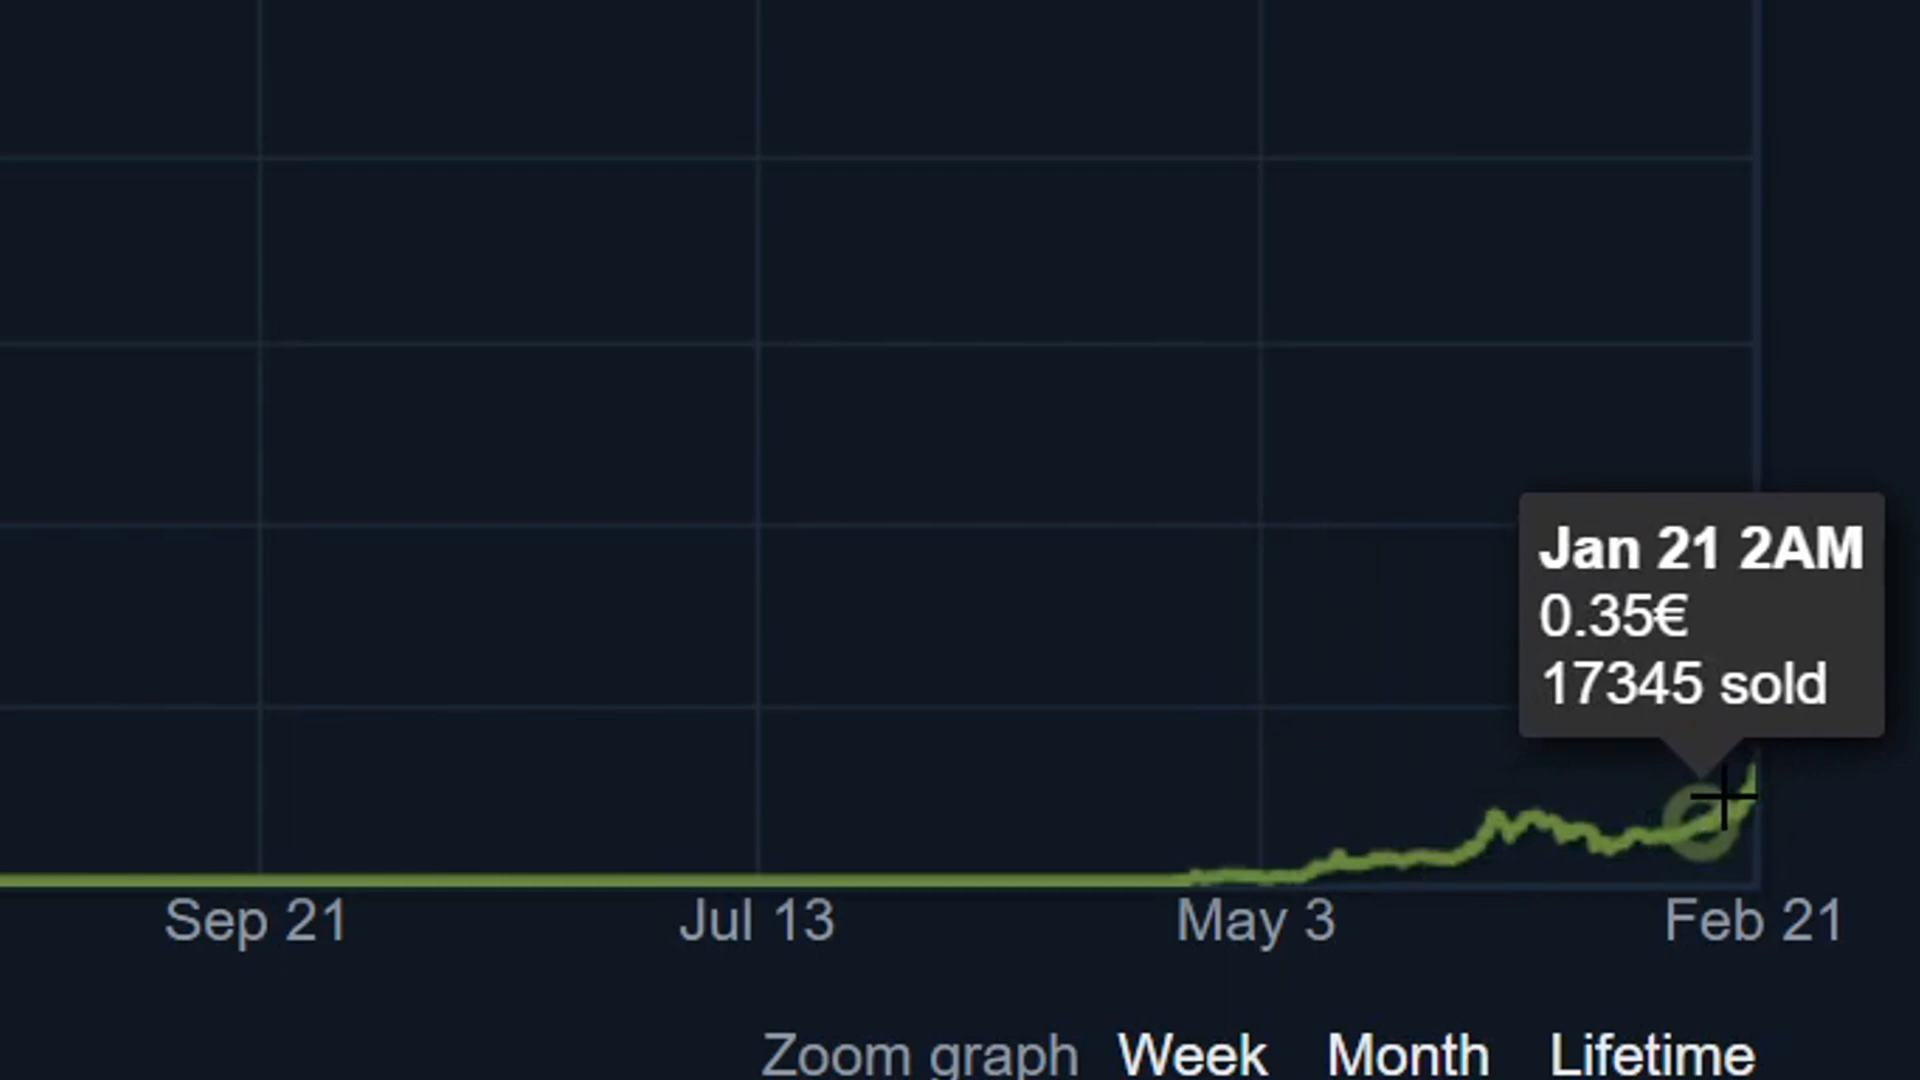 Jan 21 2AM
0.35€
17345 sold
Sep 21 Jul 13 May 3 Feb 21
Zoom graph Week Month Lifetime